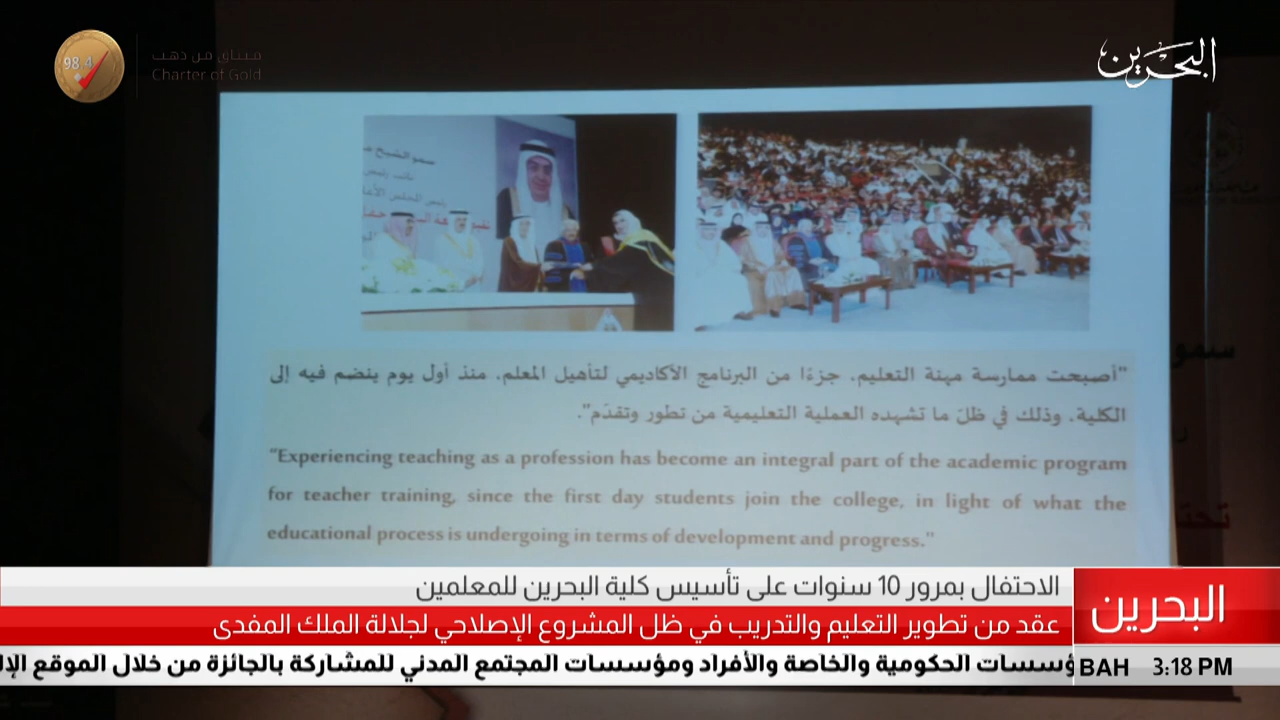 98.4
ميثاق من ذهب
Charter of Gold
البحرين
سمو الشيخ
"أصبحت ممارسة مهنة التعليم، جزءًا من البرنامج الأكاديمي لتأهيل المعلم، منذ أول يوم ينضم فيه إلى
الكلية، وذلك في ظلّ ما تشهده العملية التعليمية من تطور وتقدّم".
"Experiencing teaching as a profession has become an integral part of the academic program
for teacher training, since the first day students join the college, in light of what the
educational process is undergoing in terms of development and progress."
الاحتفال بمرور 10 سنوات على تأسيس كلية البحرين للمعلمين
عقد من تطوير التعليم والتدريب في ظل المشروع الإصلاحي لجلالة الملك المفدى
البحرين
ؤسسات الحكومية والخاصة والأفراد ومؤسسات المجتمع المدني للمشاركة بالجائزة من خلال الموقع الإل
BAH 3:18 PM